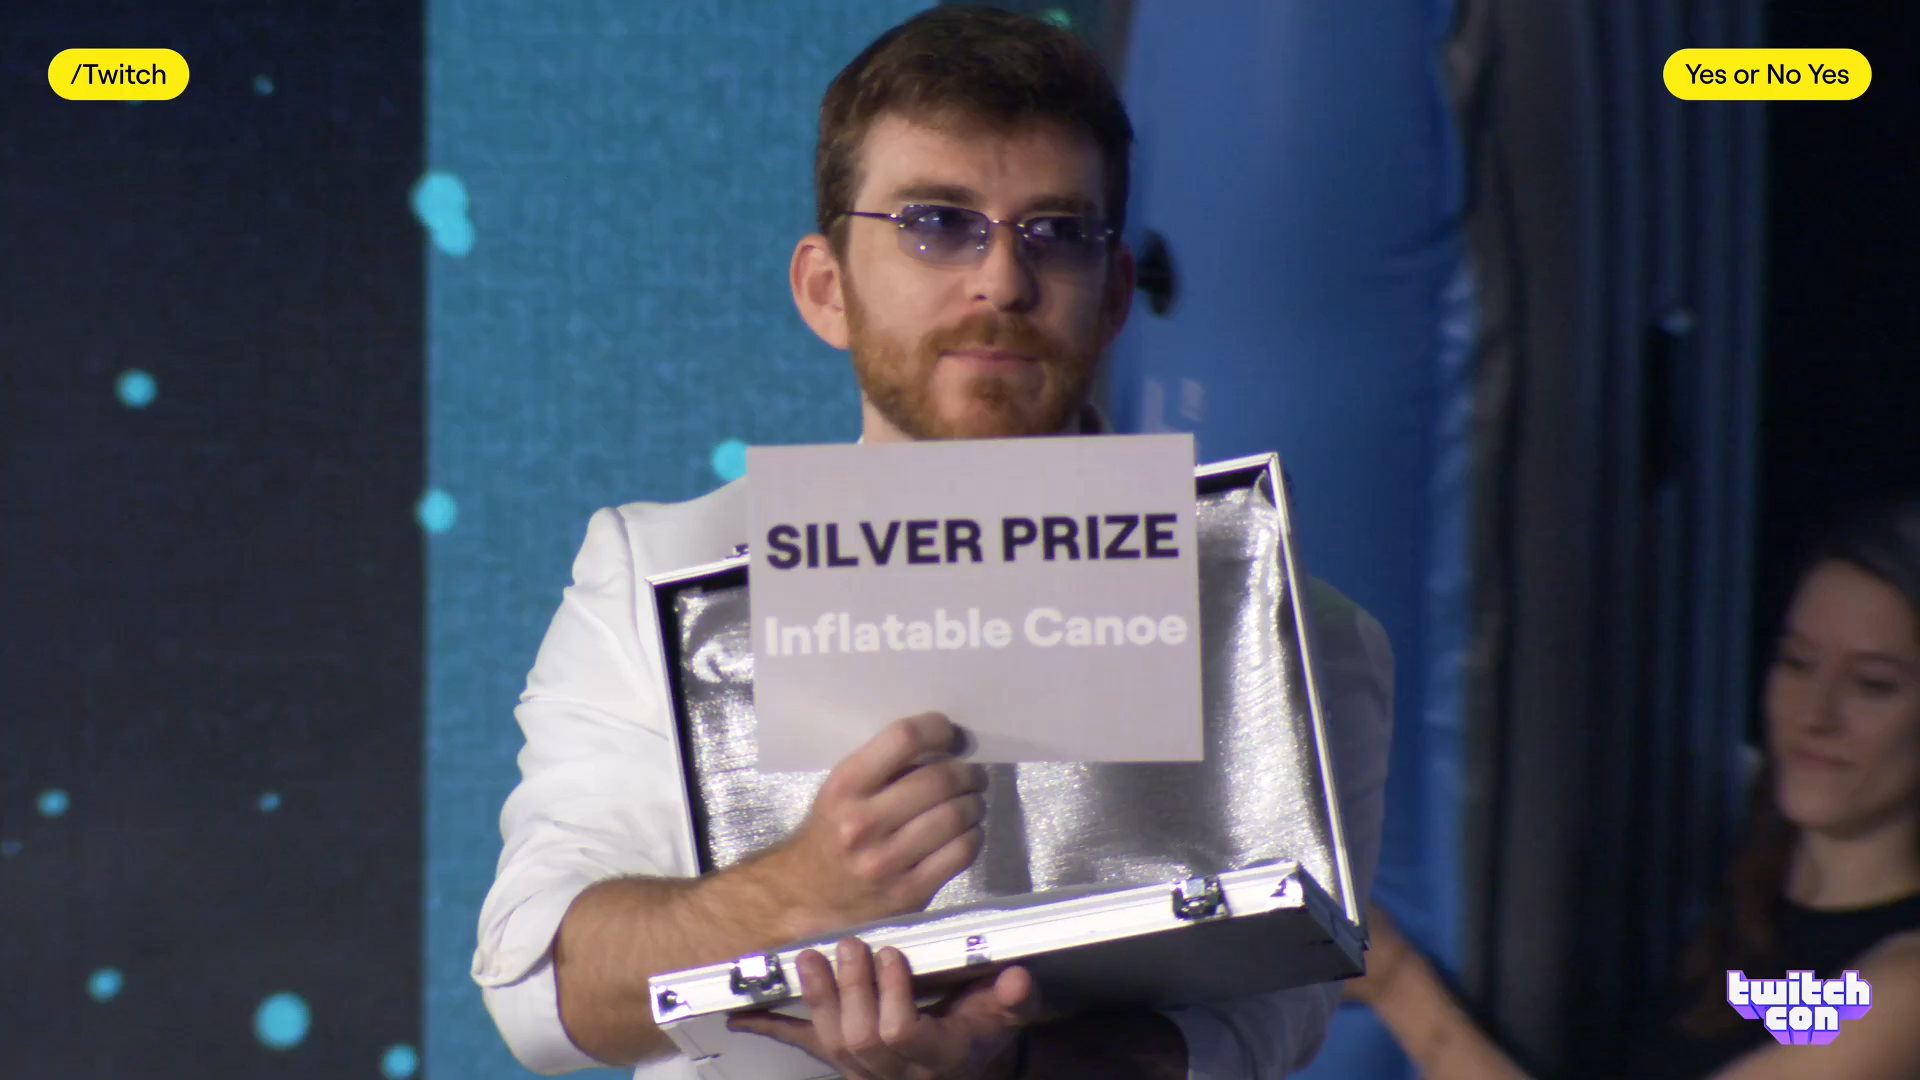 /Twitch
Yes or No Yes
SILVER PRIZE
Inflatable Canoe
twitch
con